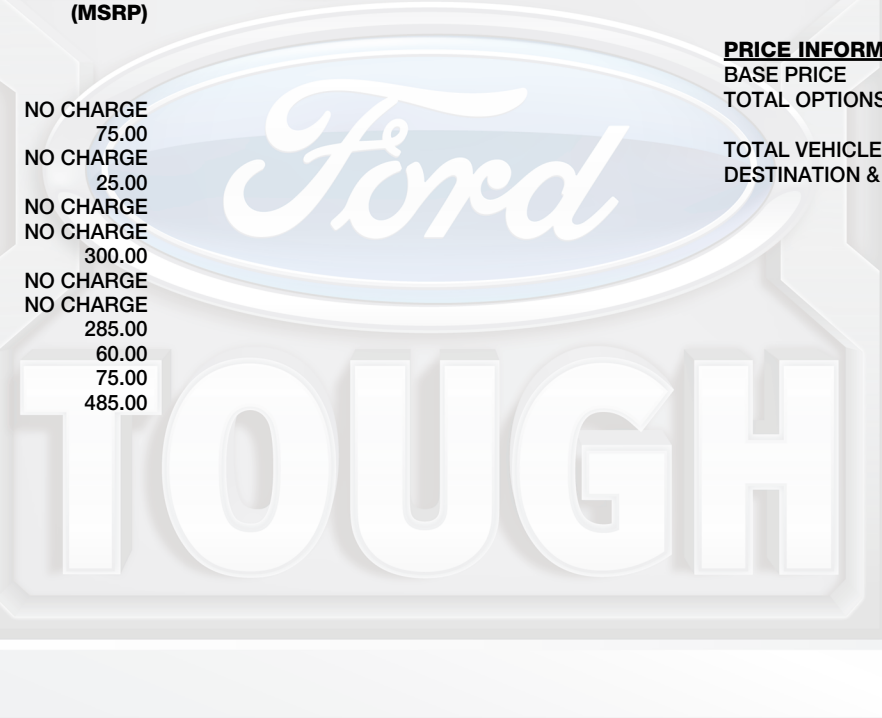 (MSRP)
NO CHARGE
75.00
NO CHARGE
25.00
NO CHARGE
NO CHARGE
300.00
NO CHARGE
NO CHARGE
285.00
60.00
75.00
485.00
PRICE INFORM
BASE PRICE
TOTAL OPTIONS
TOTAL VEHICLE
DESTINATION &
Ford
TOUGH